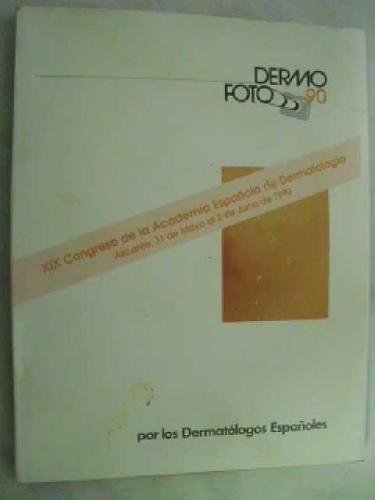 DERMO
FOTO 90
XIX Congreso de la Academia Española de Dermatología
Alicante, 31 de Mayo al 2 de Junio de 1990
por los Dermatólogos Españoles